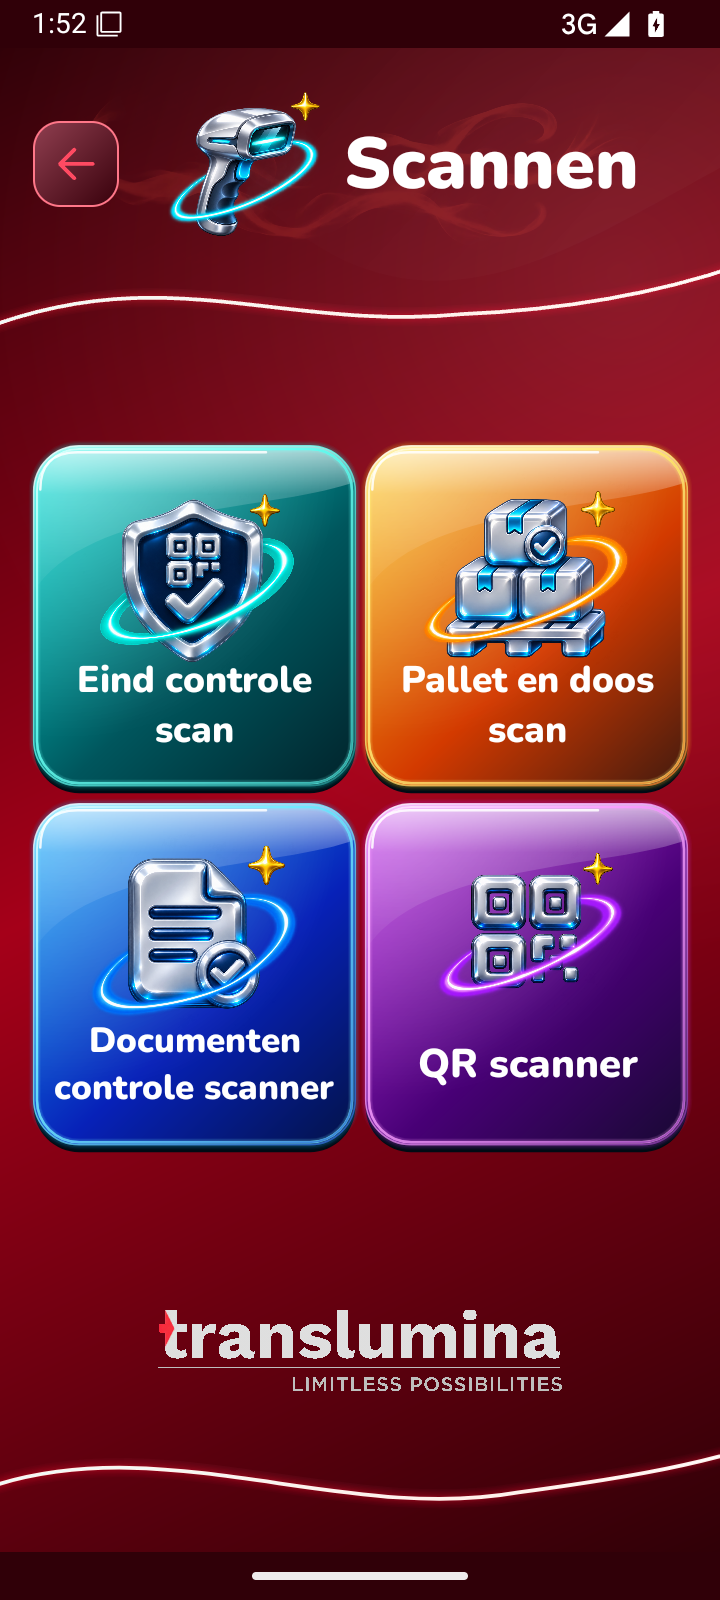 1:52
3G
Scannen
Eind controle
scan
Pallet en doos
scan
Documenten
controle scanner
QR scanner
translumina
LIMITLESS POSSIBILITIES